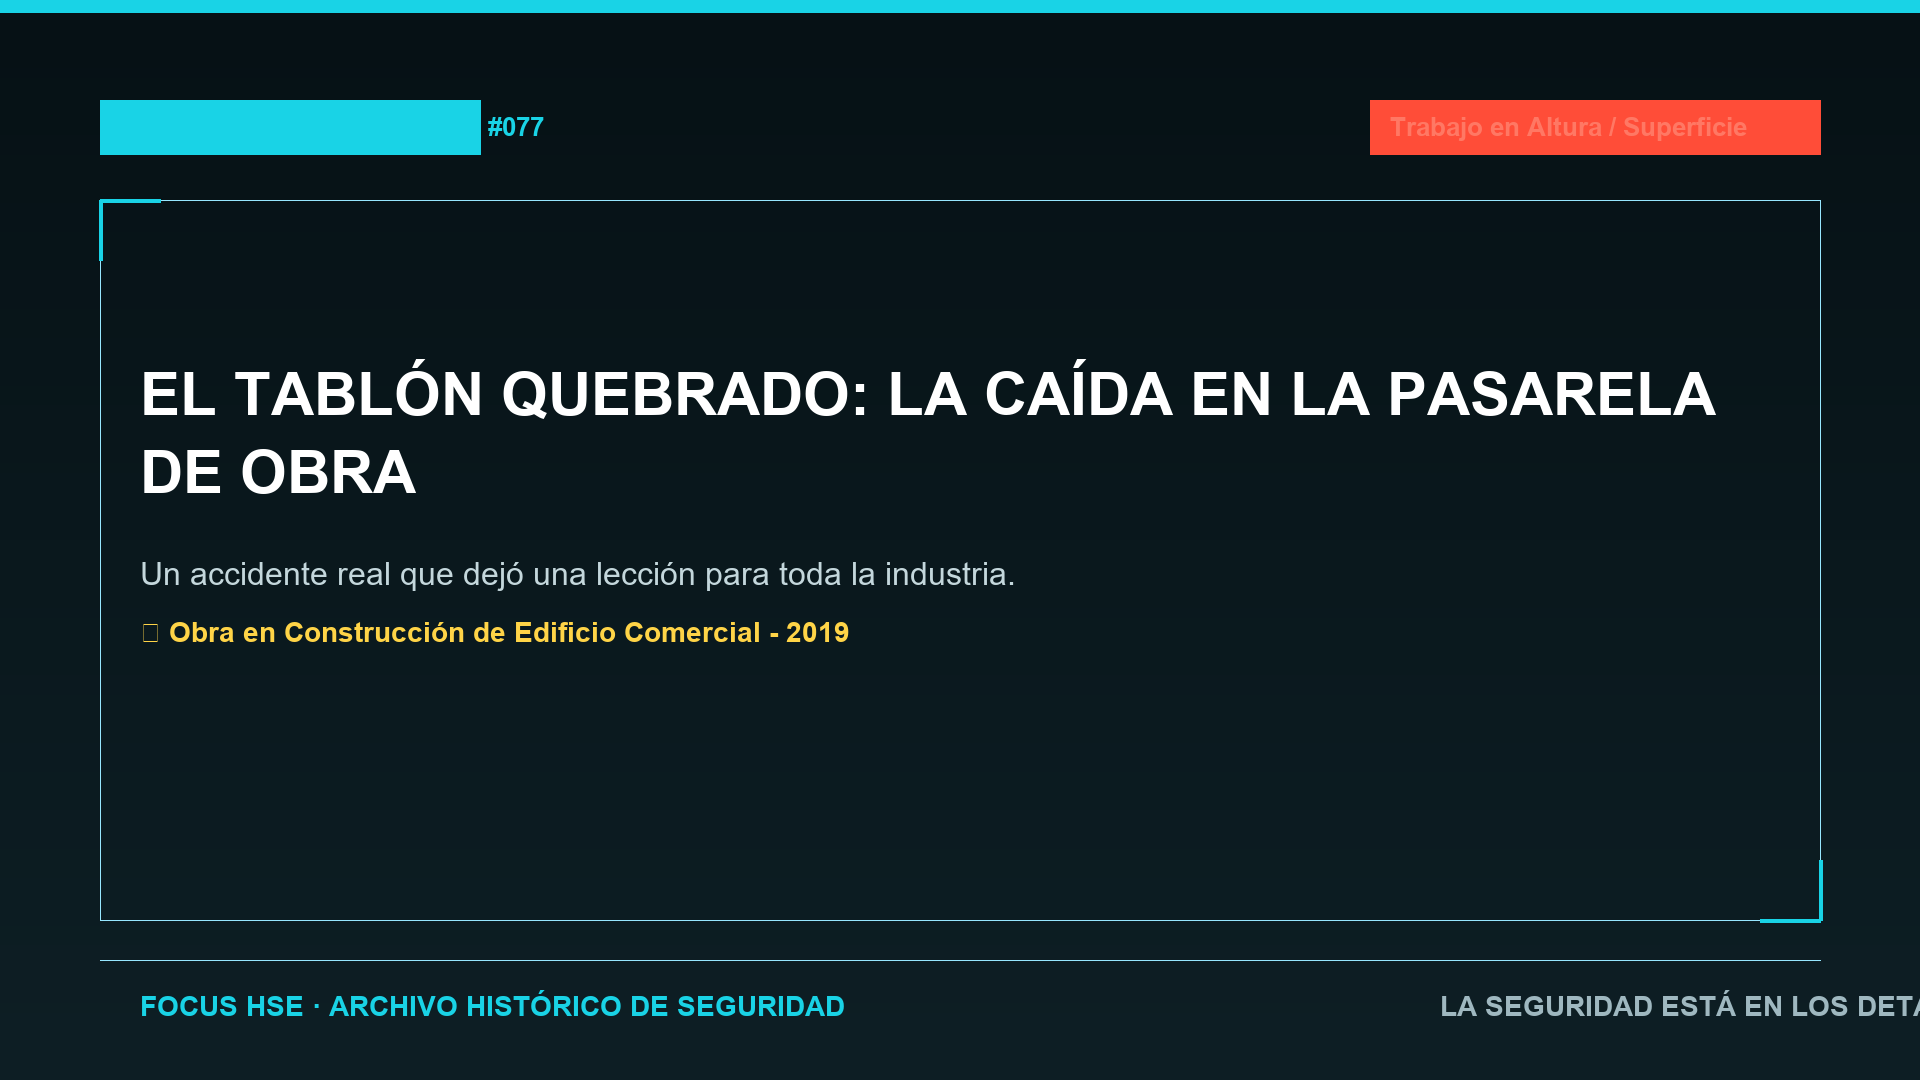 #077
Trabajo en Altura / Superficie
EL TABLÓN QUEBRADO: LA CAÍDA EN LA PASARELA
DE OBRA
Un accidente real que dejó una lección para toda la industria.
Obra en Construcción de Edificio Comercial - 2019
FOCUS HSE · ARCHIVO HISTÓRICO DE SEGURIDAD
LA SEGURIDAD ESTÁ EN LOS